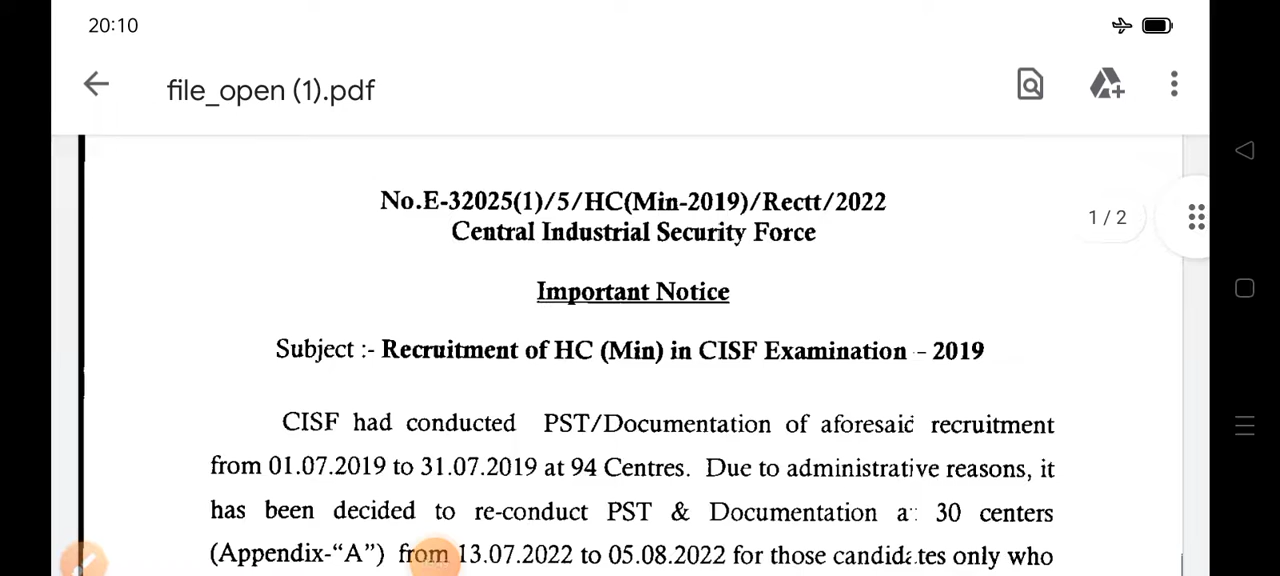 20:10
file_open (1).pdf
No.E-32025(1)/5/HC(Min-2019)/Rectt/2022
1 / 2
Central Industrial Security Force
Important Notice
Subject :- Recruitment of HC (Min) in CISF Examination - 2019
CISF had conducted PST/Documentation of aforesaid recruitment
from 01.07.2019 to 31.07.2019 at 94 Centres. Due to administrative reasons, it
has been decided to re-conduct PST & Documentation a: 30 centers
(Appendix-“A”) from 13.07.2022 to 05.08.2022 for those candidates only who